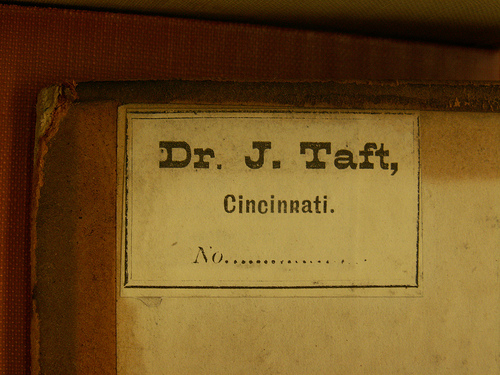 Dr. J. Taft,
Cincinnati.
No..................